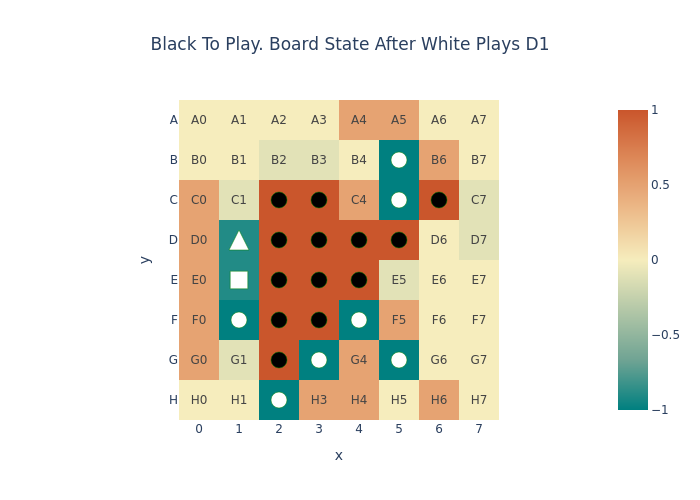 Black To Play. Board State After White Plays D1
A A0 A1 A2 A3 A4 A5 A6 A7
B B0 B1 B2 B3 B4 B6 B7
C C0 C1 C4 C7
D D0 D6 D7
E E0 E5 E6 E7
F F0 F5 F6 F7
G G0 G1 G4 G6 G7
H H0 H1 H3 H4 H5 H6 H7
0 1 2 3 4 5 6 7
x
y
1
0.5
0
−0.5
−1